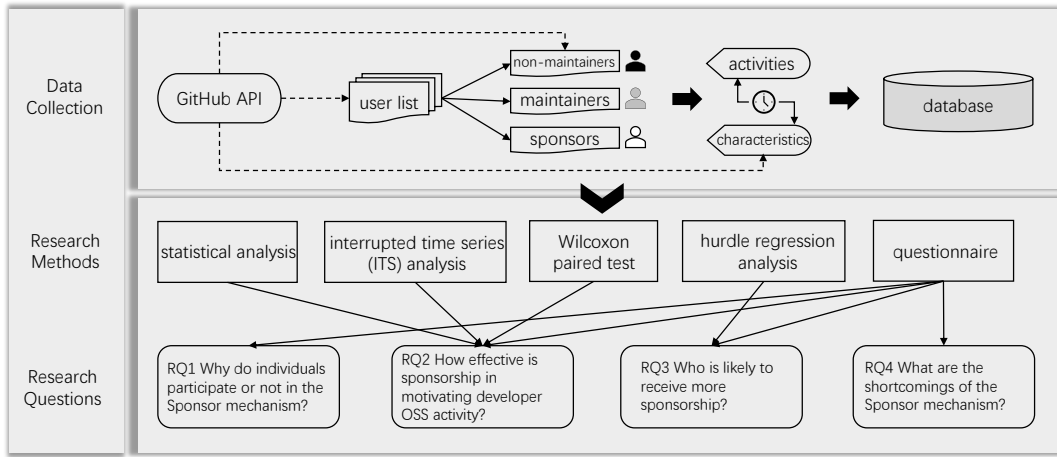 Data
Collection
GitHub API
user list
non-maintainers
maintainers
sponsors
activities
characteristics
database
Research
Methods
statistical analysis
interrupted time series
(ITS) analysis
Wilcoxon
paired test
hurdle regression
analysis
questionnaire
Research
Questions
RQ1 Why do individuals
participate or not in the
Sponsor mechanism?
RQ2 How effective is
sponsorship in
motivating developer
OSS activity?
RQ3 Who is likely to
receive more
sponsorship?
RQ4 What are the
shortcomings of the
Sponsor mechanism?